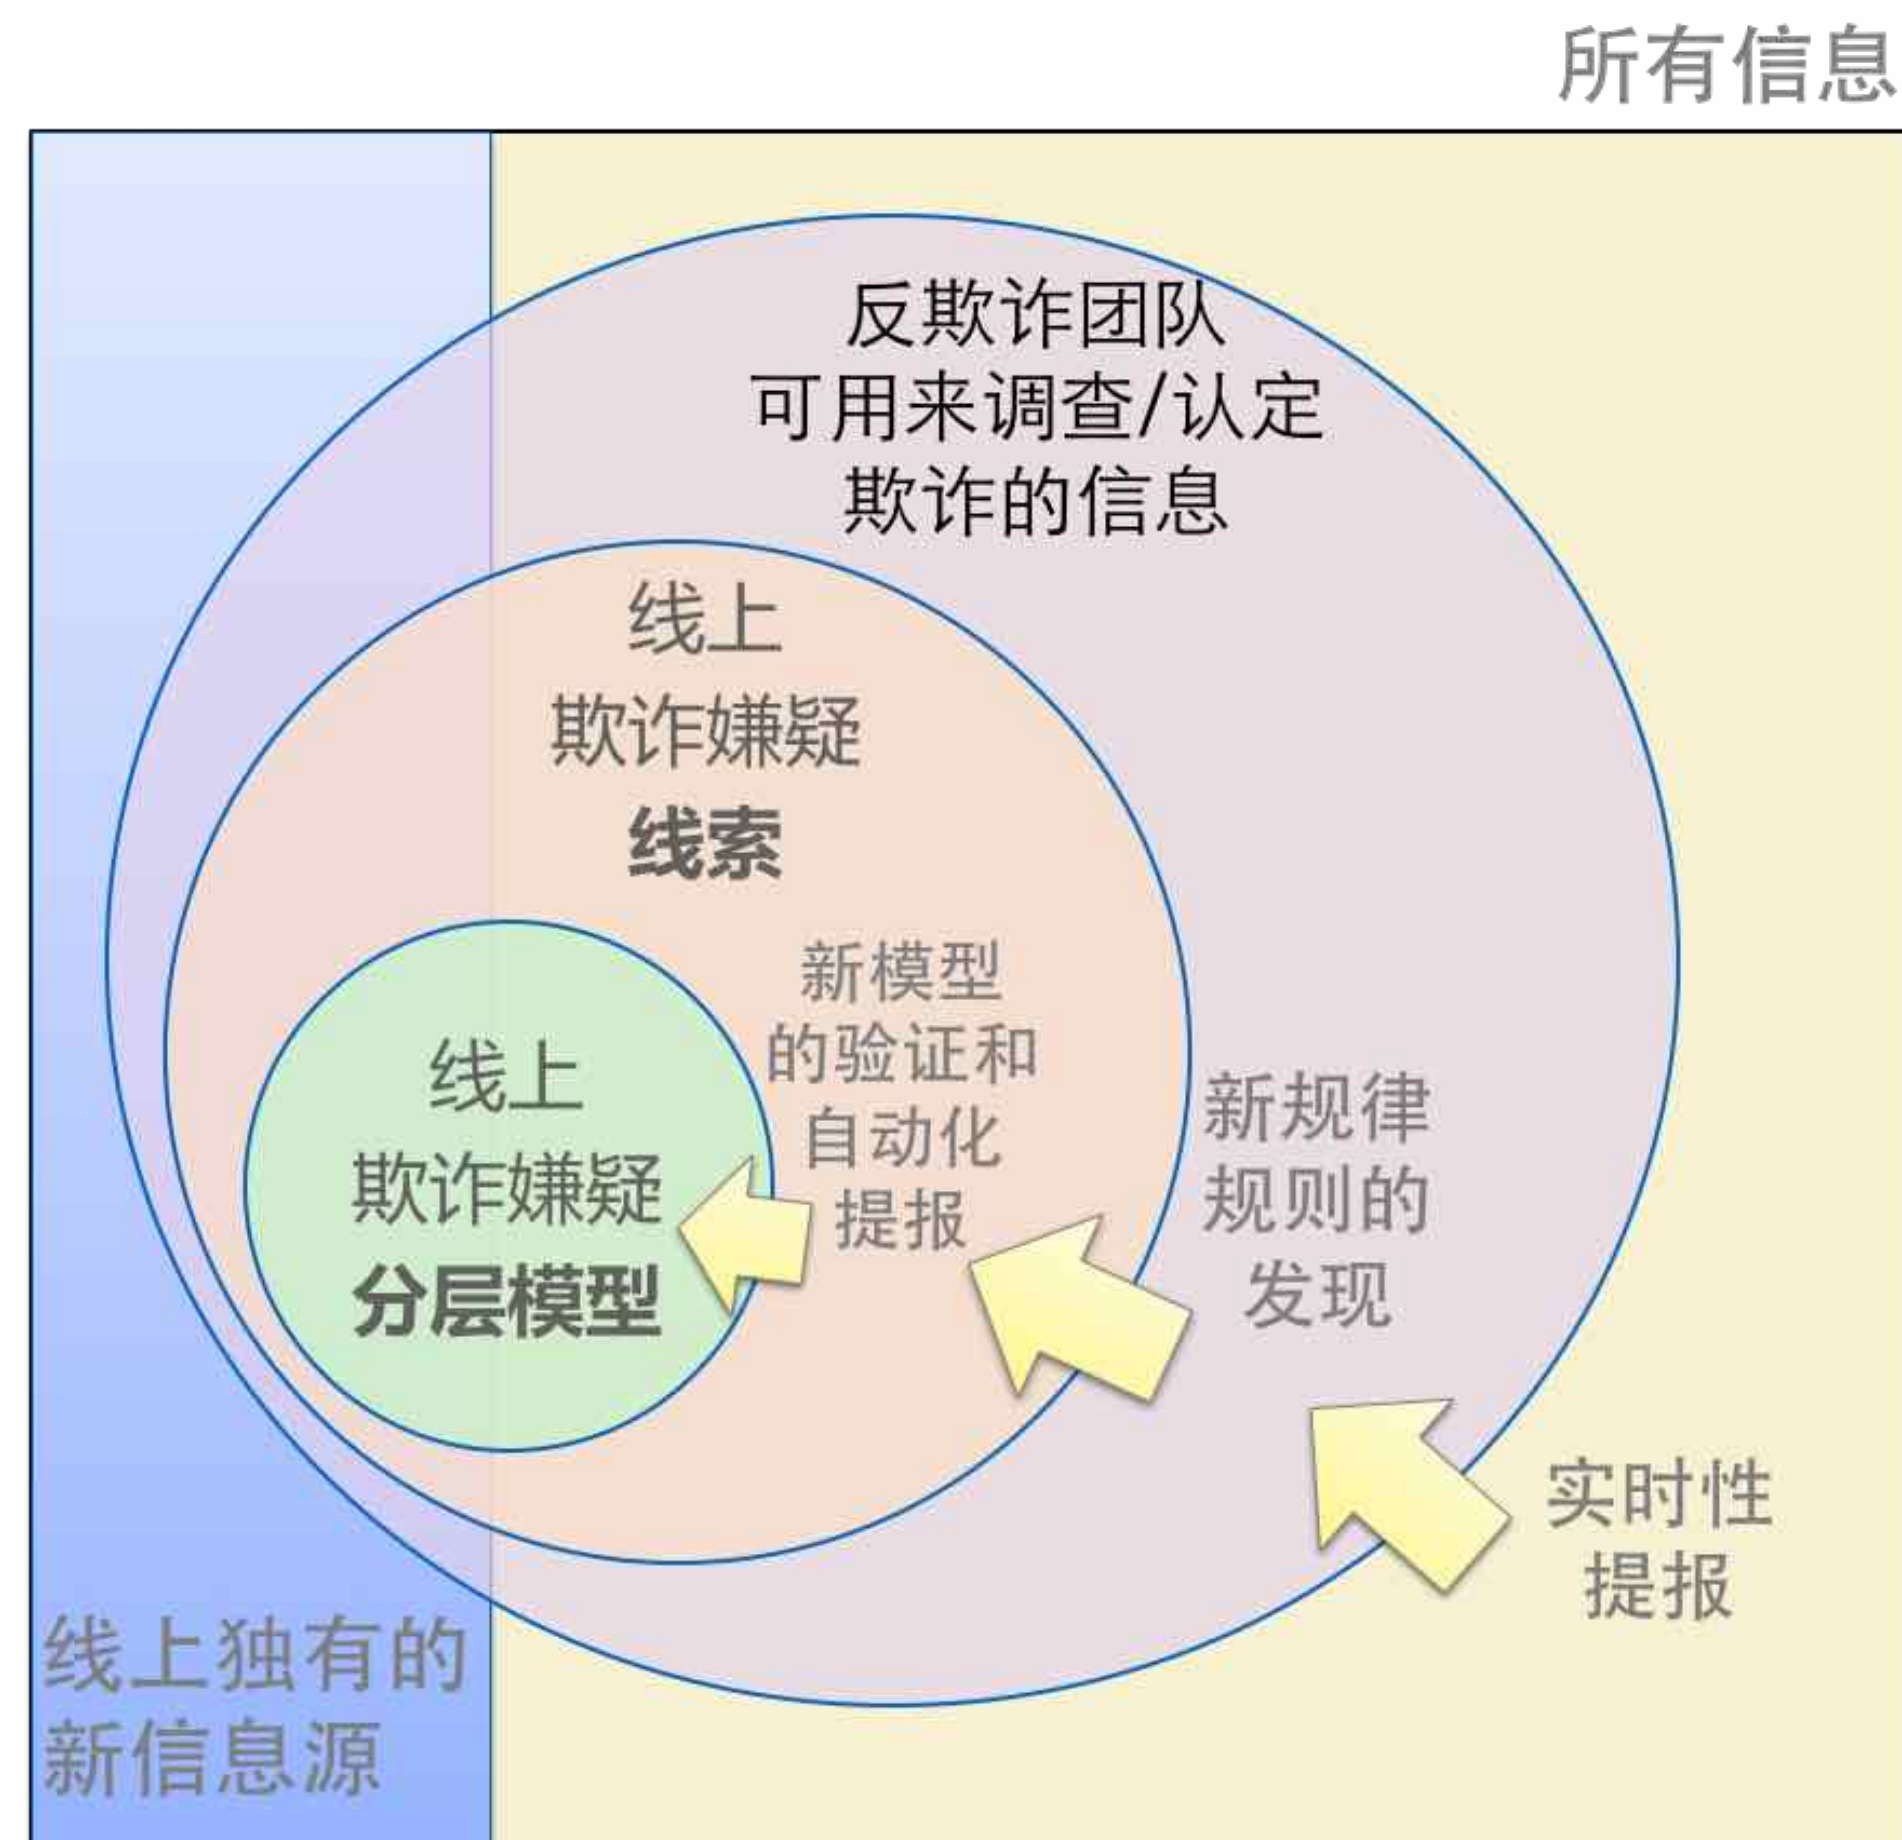 所有信息
反欺诈团队
可用来调查/认定
欺诈的信息
线上
欺诈嫌疑
线索
新模型
的验证和
自动化
提报
线上
欺诈嫌疑
分层模型
新规律
规则的
发现
实时性
提报
线上独有的
新信息源